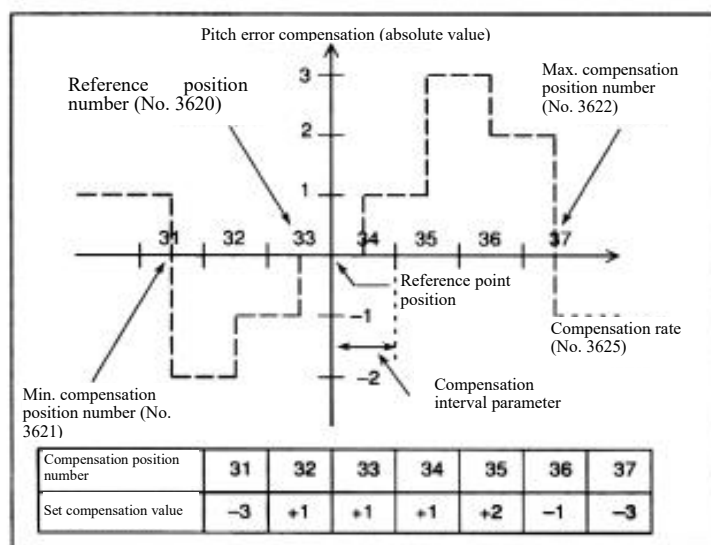 Pitch error compensation (absolute value)
Reference position
number (No. 3620)
Max. compensation
position number
(No. 3622)
3
2
1
31 32 33 34 35 36 37
Reference point
position
−1
−2
Compensation rate
(No. 3625)
Compensation
interval parameter
Min. compensation
position number (No.
3621)
Compensation position
number
31 32 33 34 35 36 37
Set compensation value
−3 +1 +1 +1 +2 −1 −3